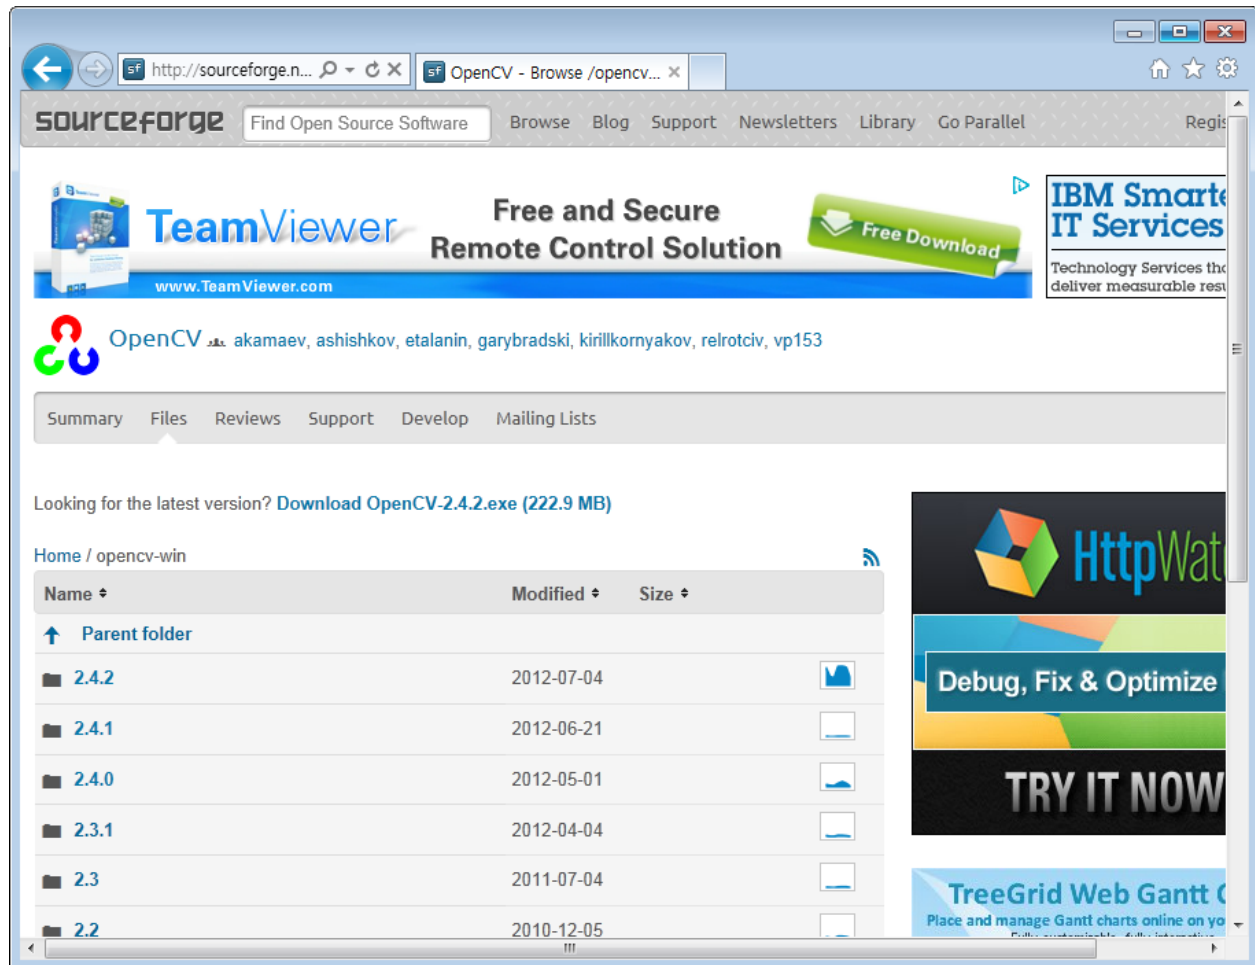 sf http://sourceforge.n...
sf OpenCV - Browse /opencv...
sourceforge Find Open Source Software Browse Blog Support Newsletters Library Go Parallel Regis
TeamViewer
www.TeamViewer.com
Free and Secure
Remote Control Solution
Free Download
IBM Smarte
IT Services
Technology Services tha
deliver measurable resu
OpenCV akamaev, ashishkov, etalanin, garybradski, kirillkornyakov, relrotciv, vp153
Summary Files Reviews Support Develop Mailing Lists
Looking for the latest version? Download OpenCV-2.4.2.exe (222.9 MB)
Home / opencv-win
Name Modified Size
Parent folder
2.4.2 2012-07-04
2.4.1 2012-06-21
2.4.0 2012-05-01
2.3.1 2012-04-04
2.3 2011-07-04
2.2 2010-12-05
HttpWat
Debug, Fix & Optimize
TRY IT NOW
TreeGrid Web Gantt
Place and manage Gantt charts online on yo